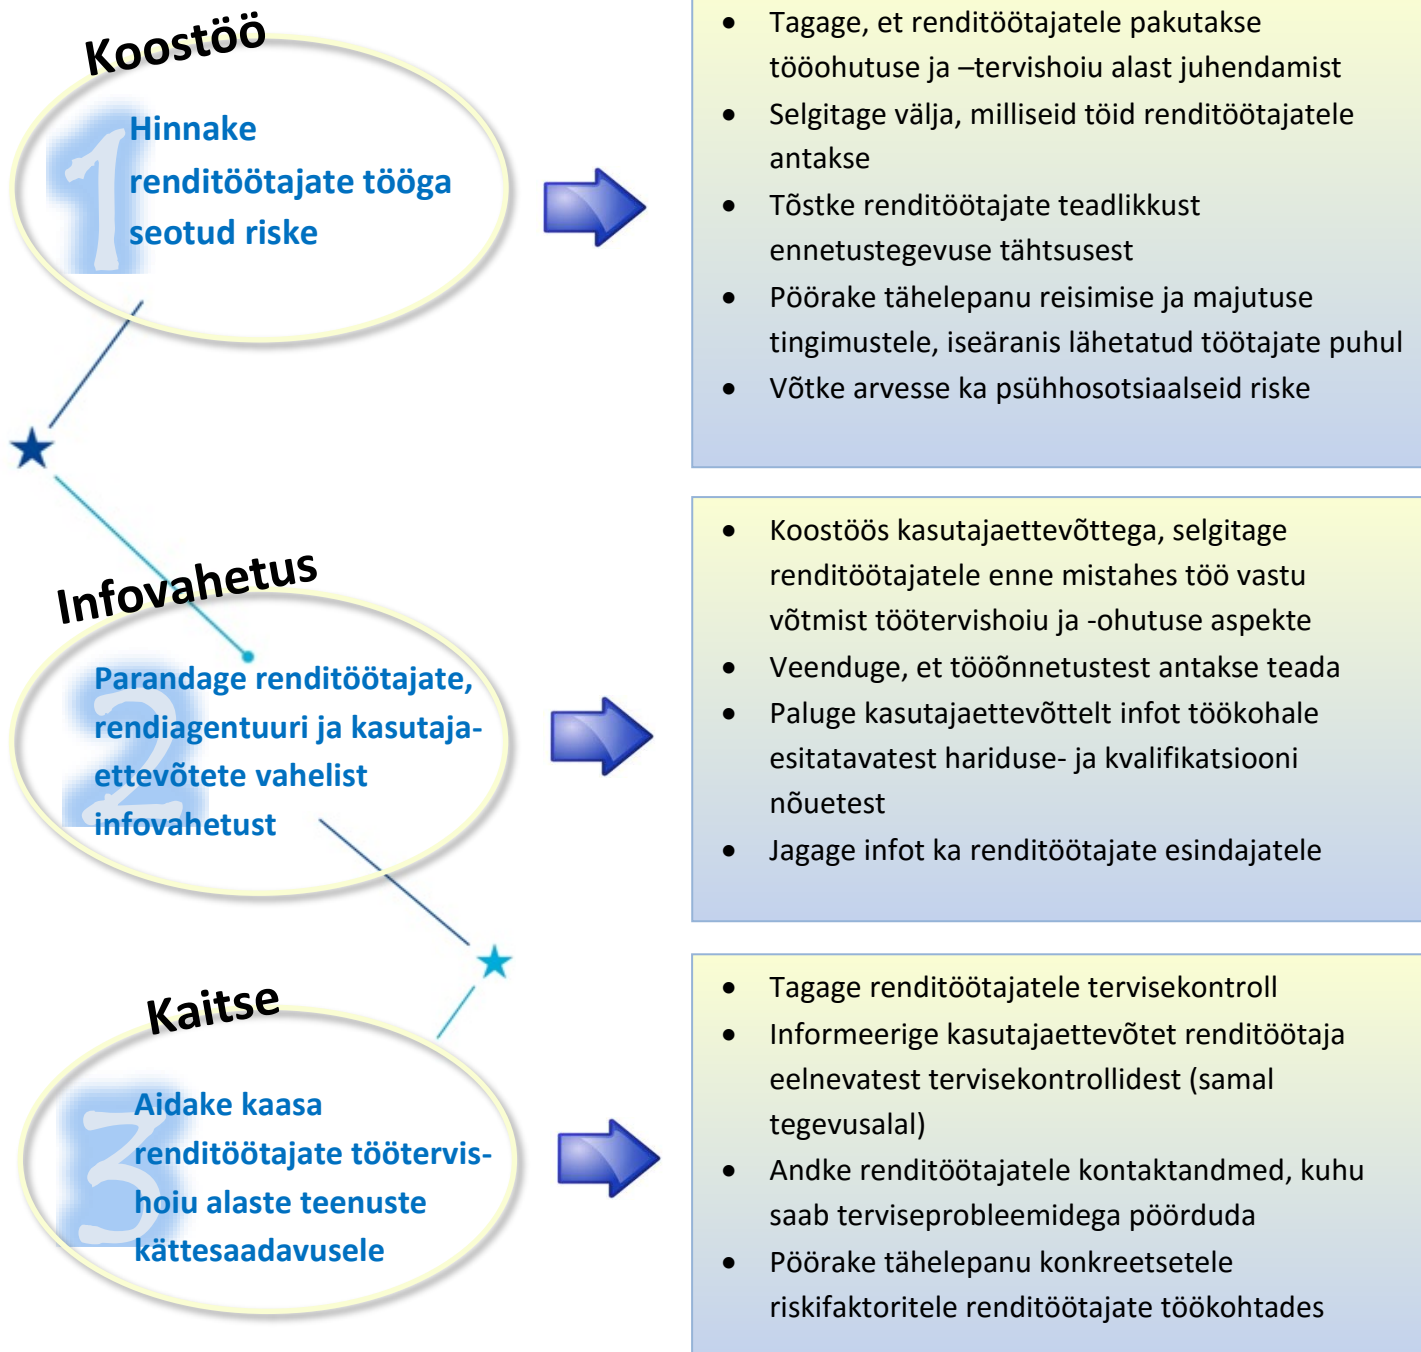 Koostöö
1
Hinnake
renditöötajate tööga
seotud riske
• Tagage, et renditöötajatele pakutakse
tööohutuse ja –tervishoiu alast juhendamist
• Selgitage välja, milliseid töid renditöötajatele
antakse
• Tõstke renditöötajate teadlikkust
ennetustegevuse tähtsusest
• Pöörake tähelepanu reisimise ja majutuse
tingimustele, iseäranis lähetatud töötajate puhul
• Võtke arvesse ka psühhosotsiaalseid riske
Infovahetus
2
Parandage renditöötajate,
rendiagentuuri ja kasutaja-
ettevõtete vahelist
infovahetust
• Koostöös kasutajaettevõttega, selgitage
renditöötajatele enne mistahes töö vastu
võtmist töötervishoiu ja -ohutuse aspekte
• Veenduge, et tööõnnetustest antakse teada
• Paluge kasutajaettevõttelt infot töökohale
esitatavatest hariduse- ja kvalifikatsiooni
nõuetest
• Jagage infot ka renditöötajate esindajatele
Kaitse
3
Aidake kaasa
renditöötajate töötervis-
hoiu alaste teenuste
kättesaadavusele
• Tagage renditöötajatele tervisekontroll
• Informeerige kasutajaettevõtet renditöötaja
eelnevatest tervisekontrollidest (samal
tegevusalal)
• Andke renditöötajatele kontaktandmed, kuhu
saab terviseprobleemidega pöörduda
• Pöörake tähelepanu konkreetsetele
riskifaktoritele renditöötajate töökohtades